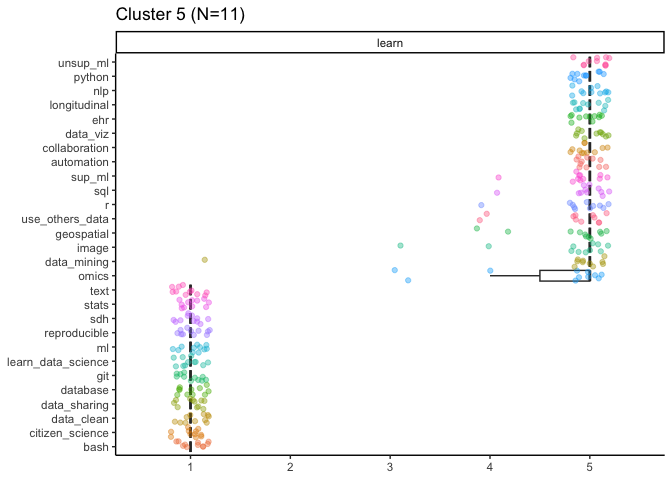 Cluster 5 (N=11)
learn
unsup_ml
python
nlp
longitudinal
ehr
data_viz
collaboration
automation
sup_ml
sql
r
use_others_data
geospatial
image
data_mining
omics
text
stats
sdh
reproducible
ml
learn_data_science
git
database
data_sharing
data_clean
citizen_science
bash
1 2 3 4 5